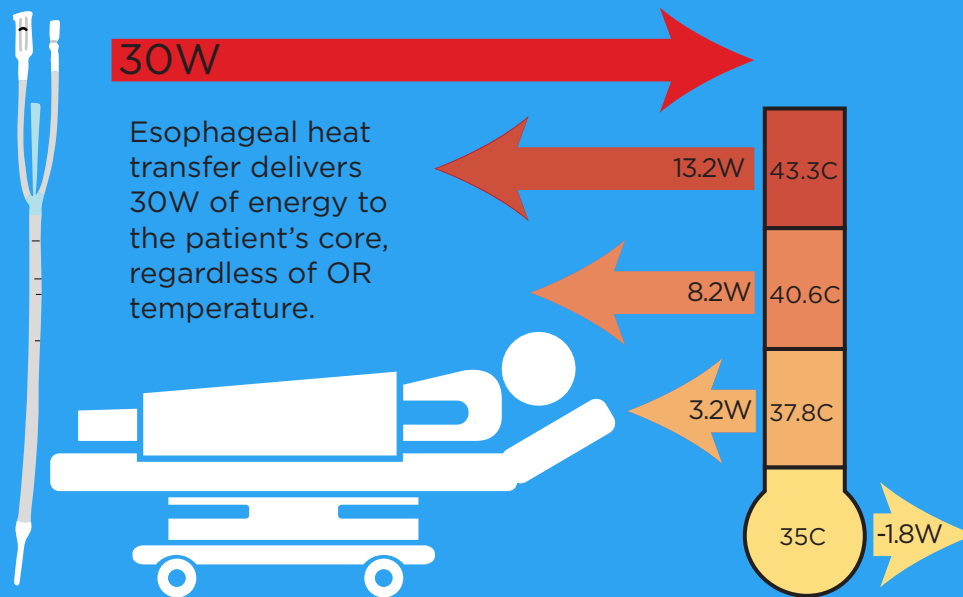 30W
Esophageal heat
transfer delivers
30W of energy to
the patient’s core,
regardless of OR
temperature.
13.2W
43.3C
8.2W
40.6C
3.2W
37.8C
35C
-1.8W